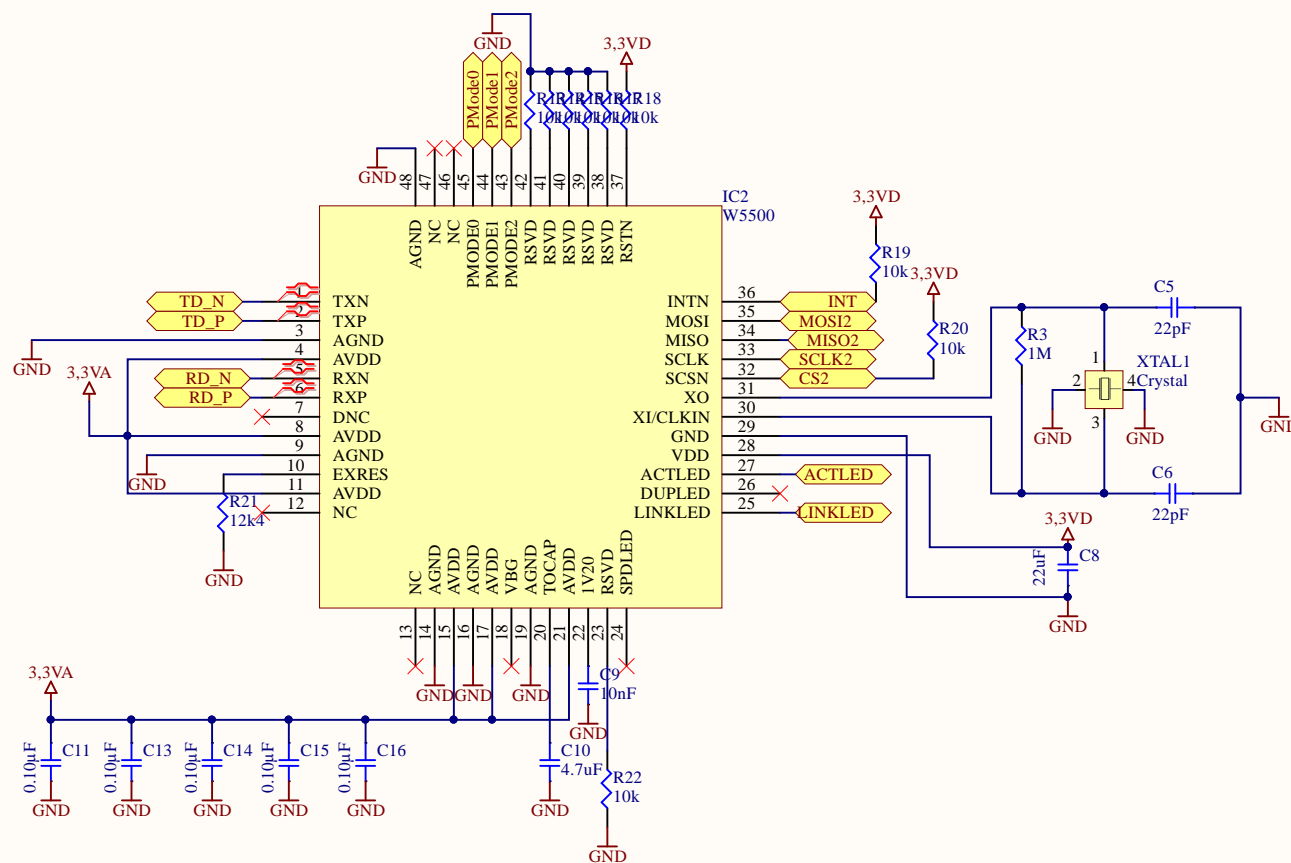 GND
3,3VD
PMode0
PMode1
PMode2
R18
10k
GND
48
47
46
45
44
43
42
41
40
39
38
37
IC2
W5500
AGND
NC
NC
PMODE0
PMODE1
PMODE2
RSVD
RSVD
RSVD
RSVD
RSVD
RSTN
3,3VD
R19
10k
3,3VD
R20
10k
TD_N 1 TXN
TD_P 2 TXP
3 AGND
GND
4 AVDD
3,3VA
RD_N 5 RXN
RD_P 6 RXP
7 DNC
8 AVDD
9 AGND
GND
10 EXRES
11 AVDD
12 NC
R21
12k4
GND
INTN 36 INT
MOSI 35 MOSI2
MISO 34 MISO2
SCLK 33 SCLK2
SCSN 32 CS2
XO 31
XI/CLKIN 30
GND 29
VDD 28
ACTLED 27 ACTLED
DUPLED 26
LINKLED 25 LINKLED
C5
22pF
R3
1M
1
XTAL1
2
4
Crystal
3
GND
GND
GND
C6
22pF
3,3VD
22uF
C8
GND
NC
AGND
AVDD
AGND
AVDD
VBG
AGND
TOCAP
AVDD
1V20
RSVD
SPDLED
13
14
15
16
17
18
19
20
21
22
23
24
GND
GND
GND
C9
10nF
GND
3,3VA
0.10µF
C11
0.10µF
C13
0.10µF
C14
0.10µF
C15
0.10µF
C16
C10
4.7uF
R22
10k
GND
GND
GND
GND
GND
GND
GND